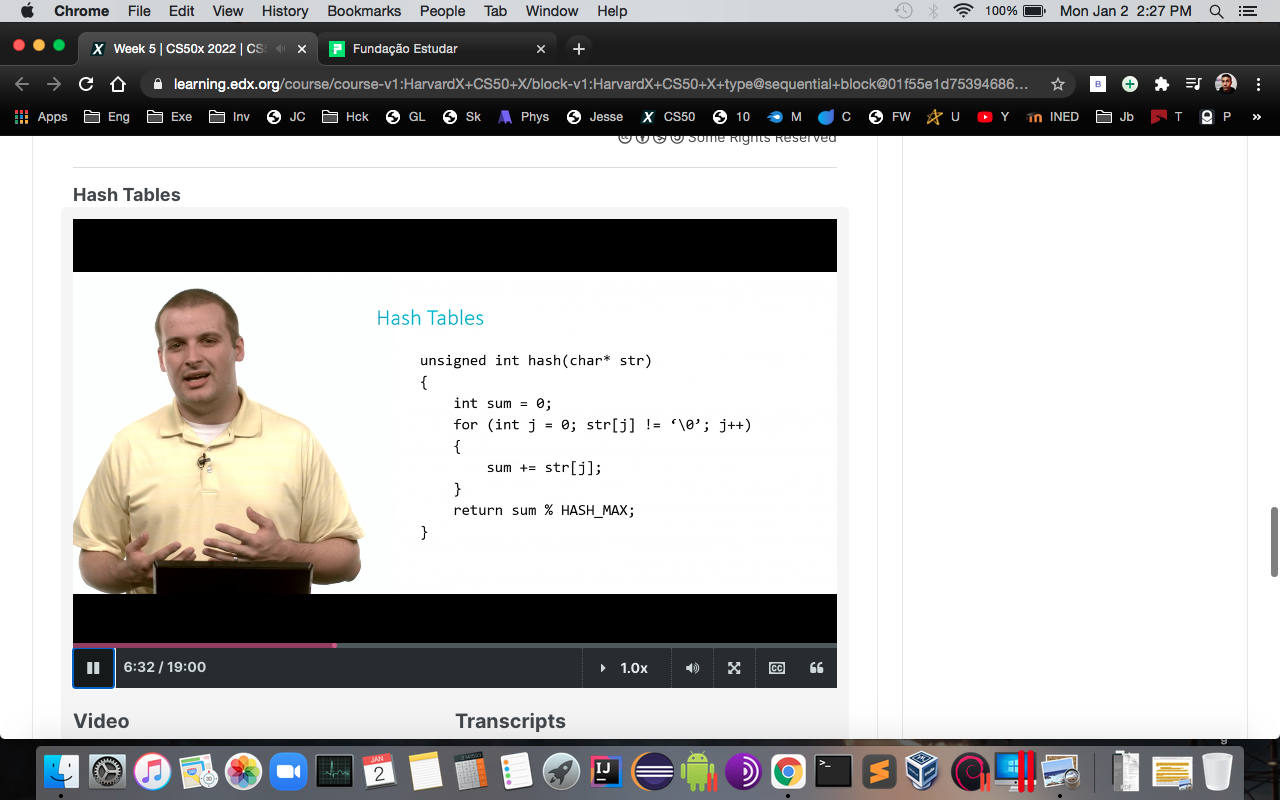 Chrome File Edit View History Bookmarks People Tab Window Help 100% Mon Jan 2 2:27 PM
Week 5 | CS50x 2022 | CS Fundação Estudar
learning.edx.org/course/course-v1:HarvardX+CS50+X/block-v1:HarvardX+CS50+X+type@sequential+block@01f55e1d75394686...
Apps Eng Exe Inv JC Hck GL Sk Phys Jesse CS50 10 M C FW U Y INED Jb T P »
Some Rights Reserved
Hash Tables
Hash Tables
unsigned int hash(char* str)
{
int sum = 0;
for (int j = 0; str[j] != ‘\0’; j++)
{
sum += str[j];
}
return sum % HASH_MAX;
}
6:32 / 19:00 1.0x CC
Video Transcripts
JAN
2